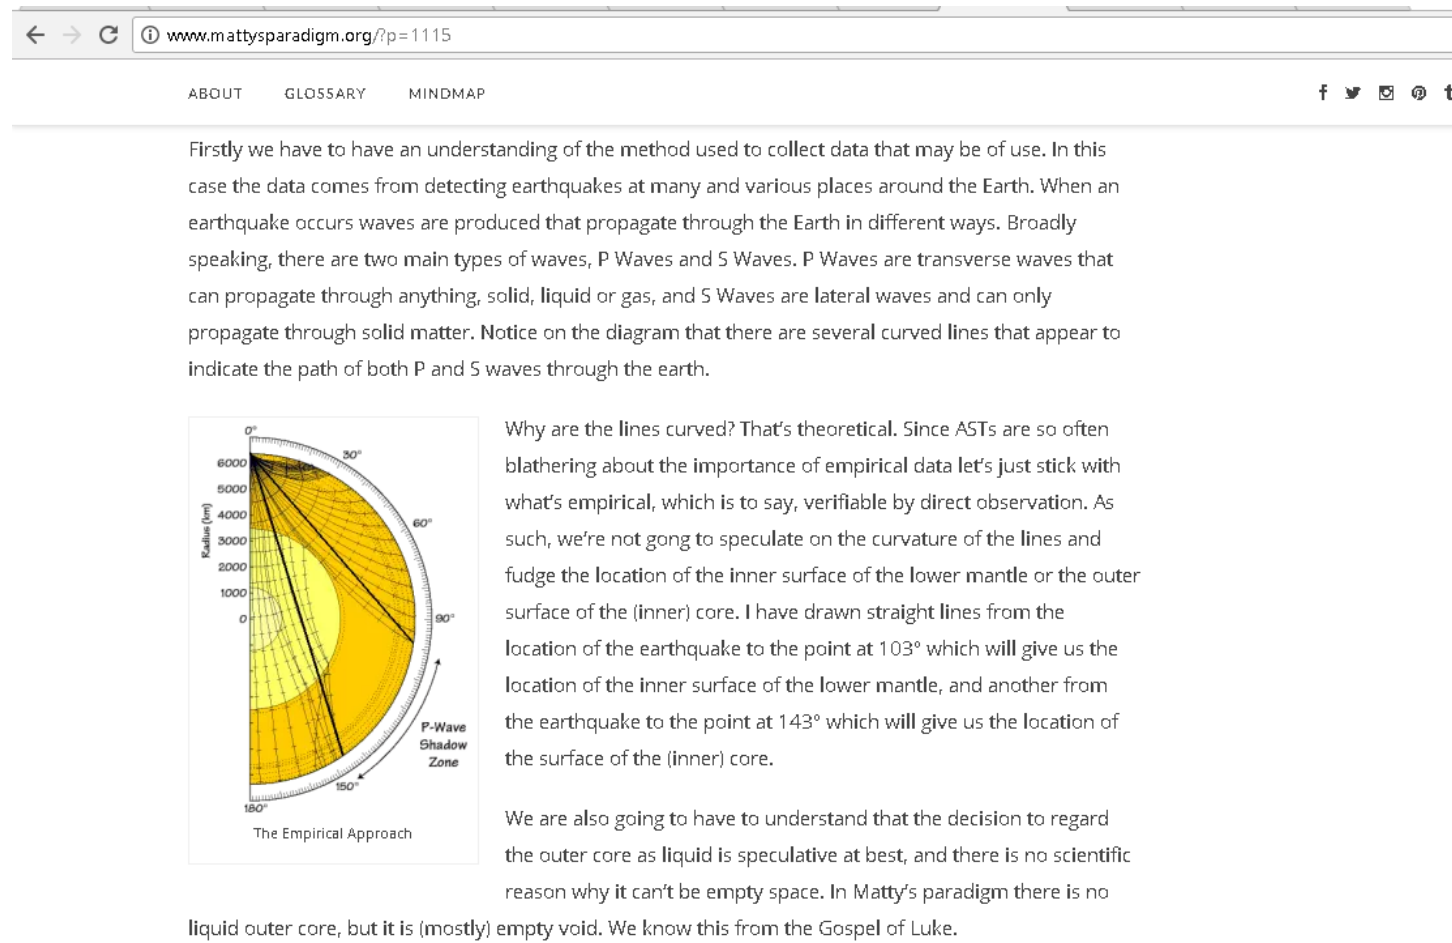 www.mattysparadigm.org/?p=1115
ABOUT GLOSSARY MINDMAP
Firstly we have to have an understanding of the method used to collect data that may be of use. In this
case the data comes from detecting earthquakes at many and various places around the Earth. When an
earthquake occurs waves are produced that propagate through the Earth in different ways. Broadly
speaking, there are two main types of waves, P Waves and S Waves. P Waves are transverse waves that
can propagate through anything, solid, liquid or gas, and S Waves are lateral waves and can only
propagate through solid matter. Notice on the diagram that there are several curved lines that appear to
indicate the path of both P and S waves through the earth.
0°
30°
6000
5000
4000
60°
3000
2000
1000
0
90°
Radius (km)
P-Wave
Shadow
Zone
150°
180°
The Empirical Approach
Why are the lines curved? That's theoretical. Since ASTs are so often
blathering about the importance of empirical data let's just stick with
what's empirical, which is to say, verifiable by direct observation. As
such, we're not gong to speculate on the curvature of the lines and
fudge the location of the inner surface of the lower mantle or the outer
surface of the (inner) core. I have drawn straight lines from the
location of the earthquake to the point at 103° which will give us the
location of the inner surface of the lower mantle, and another from
the earthquake to the point at 143° which will give us the location of
the surface of the (inner) core.
We are also going to have to understand that the decision to regard
the outer core as liquid is speculative at best, and there is no scientific
reason why it can't be empty space. In Matty's paradigm there is no
liquid outer core, but it is (mostly) empty void. We know this from the Gospel of Luke.